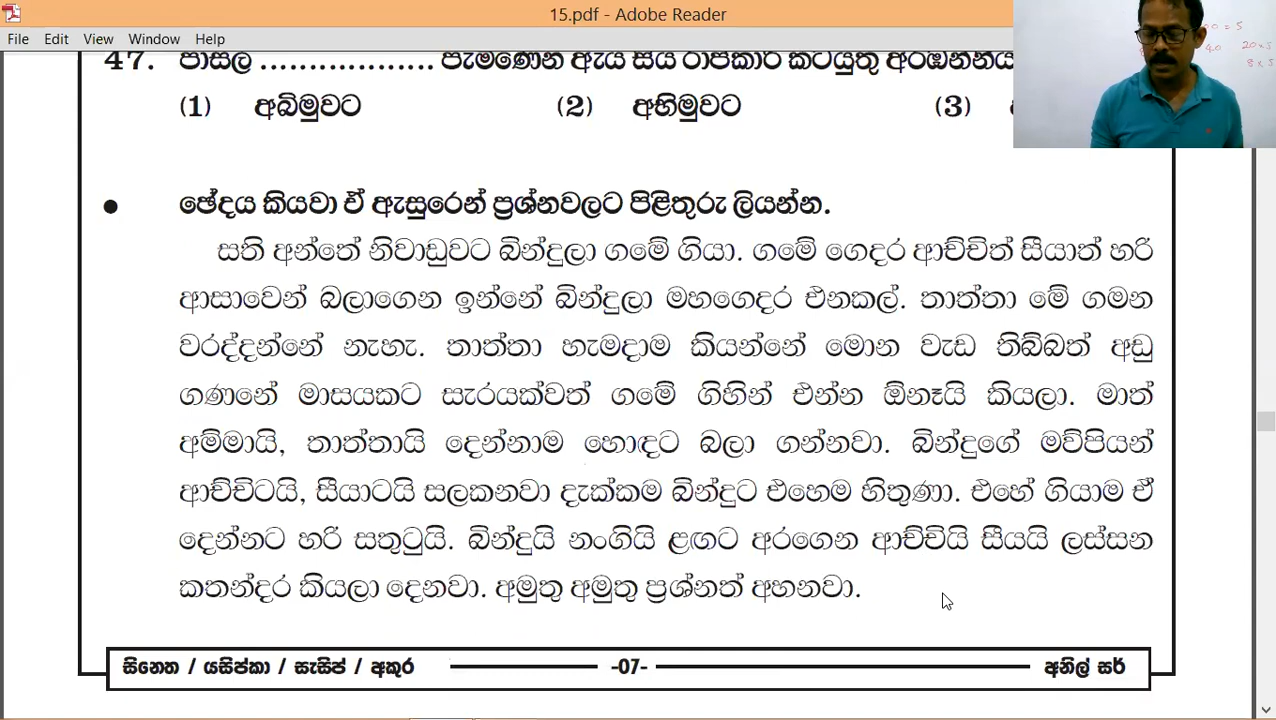 15.pdf - Adobe Reader
File Edit View Window Help
47. පාසල .................. පැමණෙන ඇය සිය රාජකාරි කටයුතු
(1) අබිමුවට (2) අභිමුවට (3)
● ඡේදය කියවා ඒ ඇසුරෙන් ප්‍රශ්නවලට පිළිතුරු ලියන්න.
සති අන්තේ නිවාඩුවට බින්දුලා ගමේ ගියා. ගමේ ගෙදර ආච්චිත් සීයාත් හරි
ආසාවෙන් බලාගෙන ඉන්නේ බින්දුලා මහගෙදර එනකල්. තාත්තා මේ ගමන
වරද්දන්නේ නැහැ. තාත්තා හැමදාම කියන්නේ මොන වැඩ තිබ්බත් අඩු
ගණනේ මාසයකට සැරයක්වත් ගමේ ගිහින් එන්න ඕනෑයි කියලා. මාත්
අම්මායි, තාත්තායි දෙන්නාම හොඳට බලා ගන්නවා. බින්දුගේ මව්පියන්
ආච්චිටයි, සීයාටයි සලකනවා දැක්කම බින්දුට එහෙම හිතුණා. එහේ ගියාම ඒ
දෙන්නට හරි සතුටුයි. බින්දුයි නංගියි ළඟට අරගෙන ආච්චියි සීයයි ලස්සන
කතන්දර කියලා දෙනවා. අමුතු අමුතු ප්‍රශ්නත් අහනවා.
සිනෙත / යසිප්කා / සැසිප් / අකුර -07- අනිල් සර්